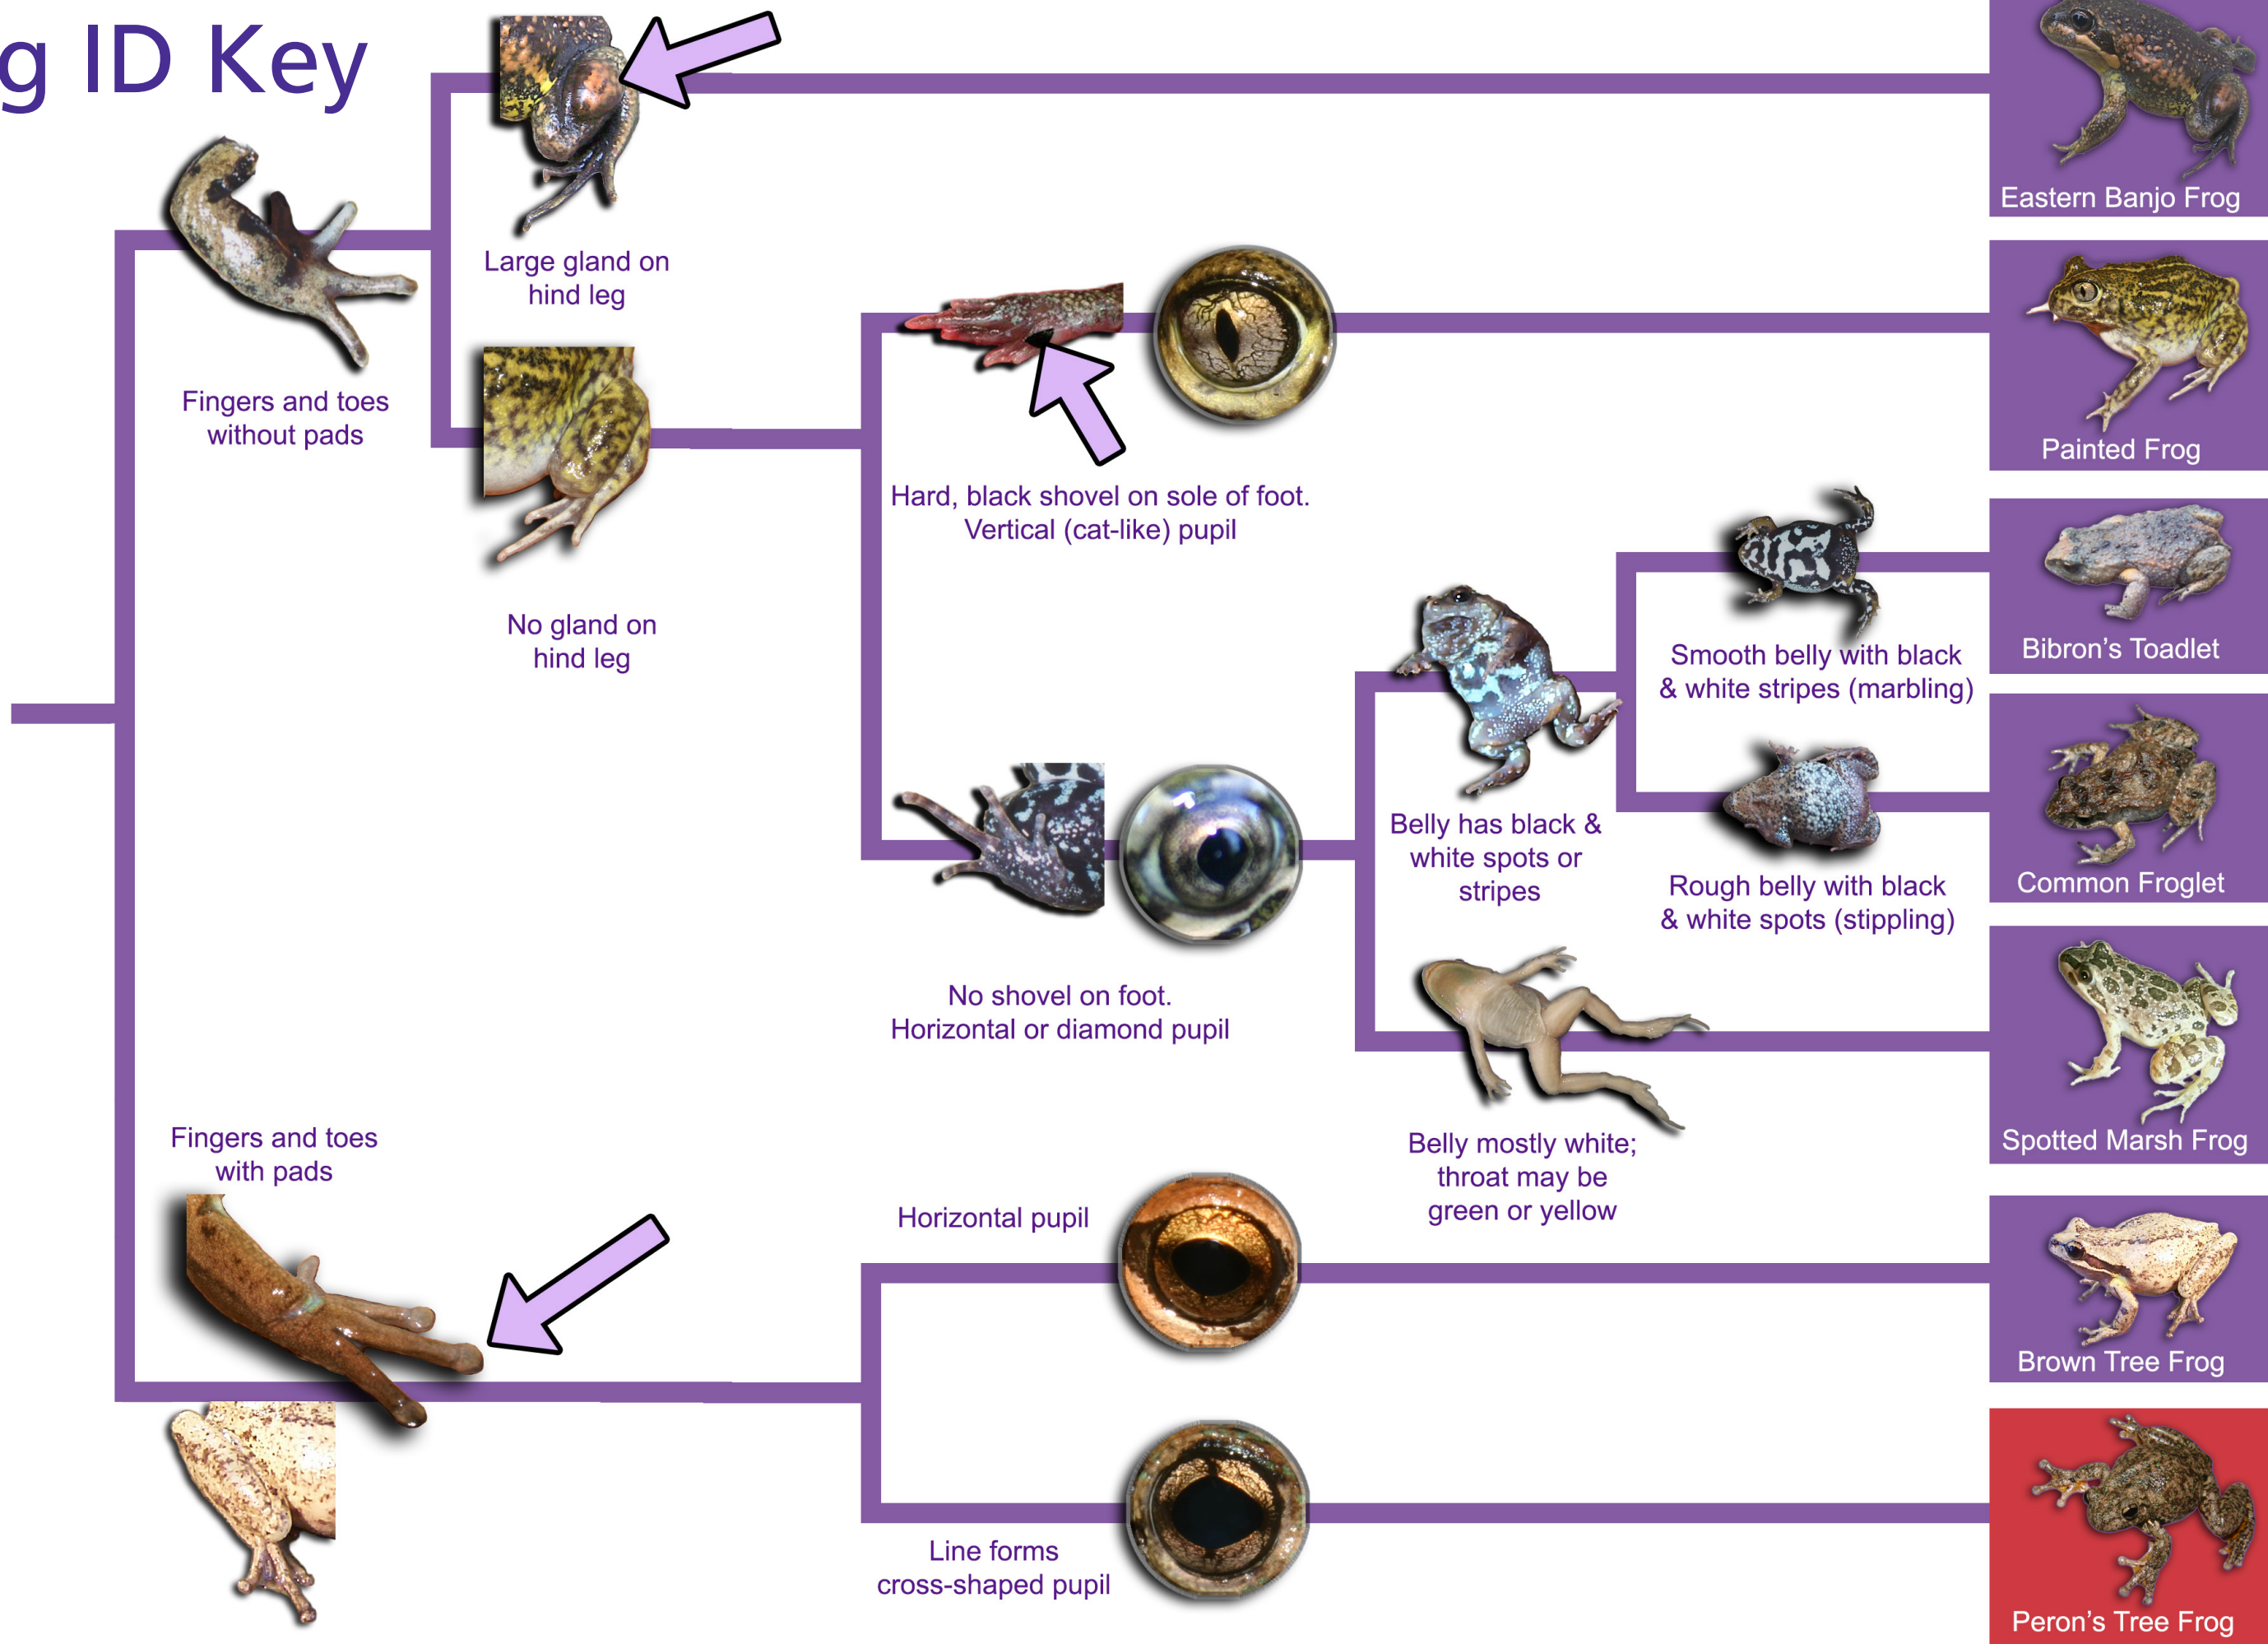 g ID Key
Large gland on
hind leg
Eastern Banjo Frog
Fingers and toes
without pads
Painted Frog
Hard, black shovel on sole of foot.
Vertical (cat-like) pupil
No gland on
hind leg
Bibron's Toadlet
Smooth belly with black
& white stripes (marbling)
Belly has black &
white spots or
stripes
Common Froglet
Rough belly with black
& white spots (stippling)
No shovel on foot.
Horizontal or diamond pupil
Spotted Marsh Frog
Fingers and toes
with pads
Belly mostly white;
throat may be
green or yellow
Horizontal pupil
Brown Tree Frog
Line forms
cross-shaped pupil
Peron's Tree Frog